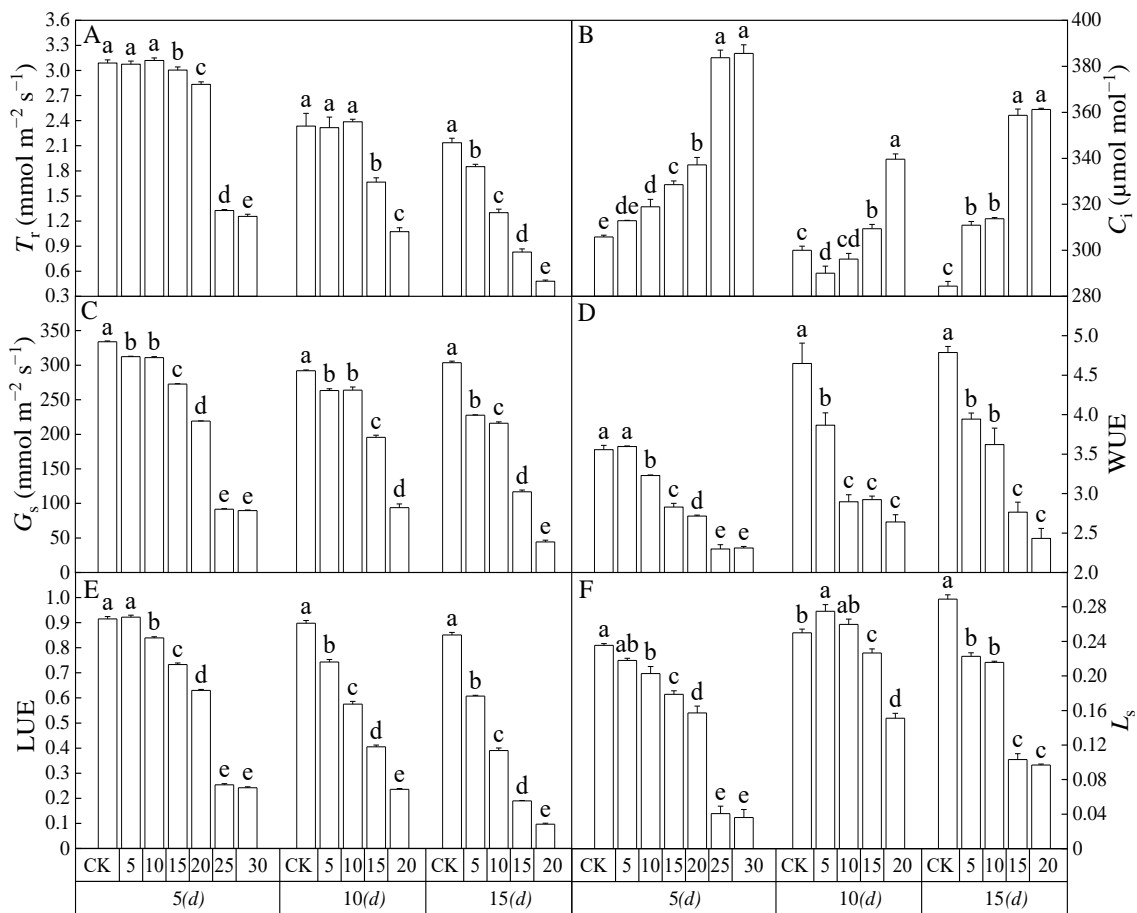 A
B
C
D
E
F
T_r (mmol m⁻² s⁻¹)
3.6
3.3
3.0
2.7
2.4
2.1
1.8
1.5
1.2
0.9
0.6
0.3
a a a b c d d
a a a b c
a b c d e
C_i (μmol mol⁻¹)
400
380
360
340
320
300
280
e de d c b a a
c d cd b a
c b b a a
G_s (mmol m⁻² s⁻¹)
350
300
250
200
150
100
50
0
a b b c d e e
a b b c d
a b c d e
WUE
5.0
4.5
4.0
3.5
3.0
2.5
2.0
a a b c d e e
a b c c c
a b b c c
LUE
1.0
0.9
0.8
0.7
0.6
0.5
0.4
0.3
0.2
0.1
0
a a b c d e e
a b c d e
a b c d e
L_s
0.28
0.24
0.20
0.16
0.12
0.08
0.04
0
a ab b c d e e
b a ab c d
a b b c c
CK 5 10 15 20 25 30 CK 5 10 15 20 CK 5 10 15 20 CK 5 10 15 20 25 30 CK 5 10 15 20 CK 5 10 15 20
5(d) 10(d) 15(d) 5(d) 10(d) 15(d)